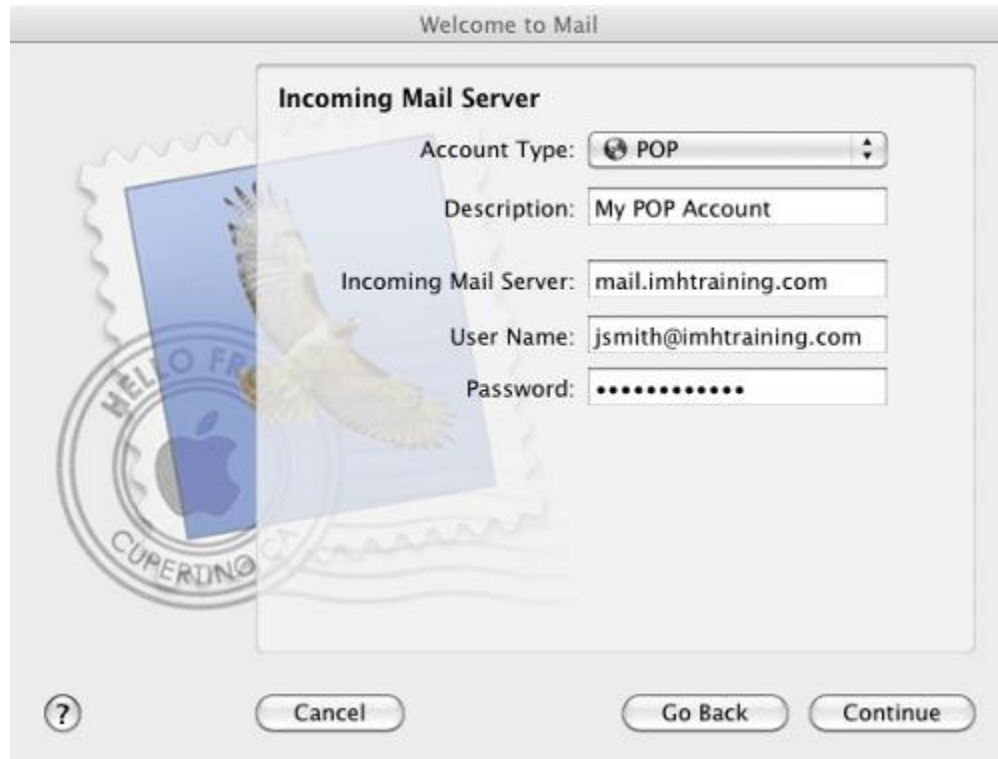 Welcome to Mail
Incoming Mail Server
Account Type: POP
Description: My POP Account
Incoming Mail Server: mail.imhtraining.com
User Name: jsmith@imhtraining.com
Password: ••••••••••••
HELLO FR
CUPERTINO CA
?
Cancel
Go Back
Continue